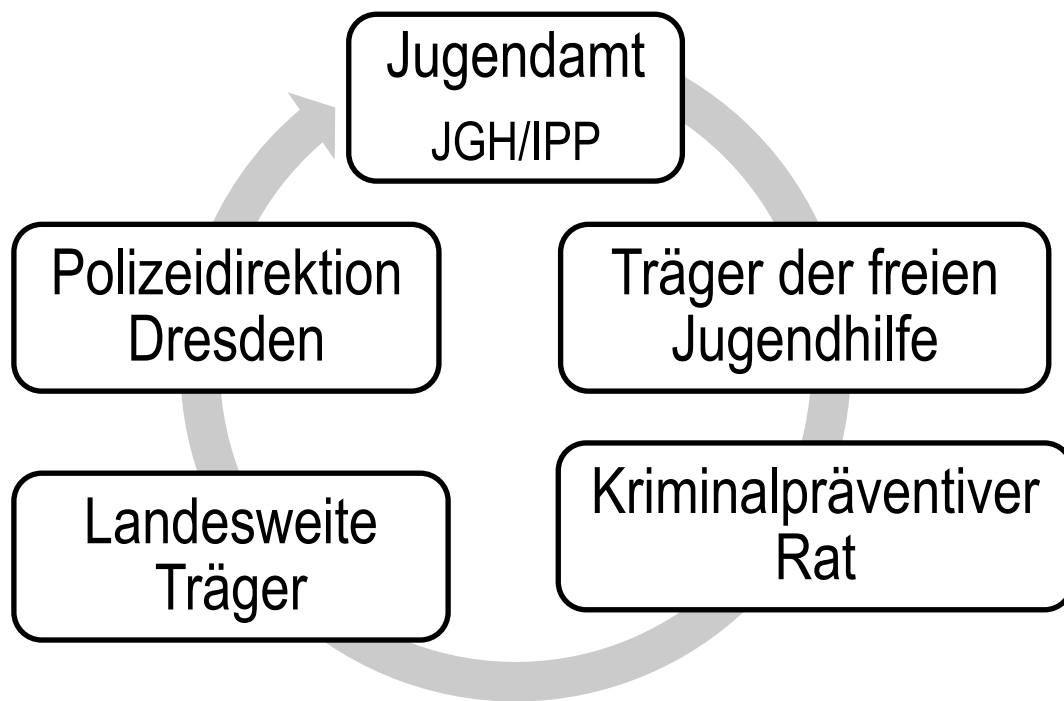 Jugendamt
JGH/IPP
Polizeidirektion
Dresden
Träger der freien
Jugendhilfe
Landesweite
Träger
Kriminalpräventiver
Rat